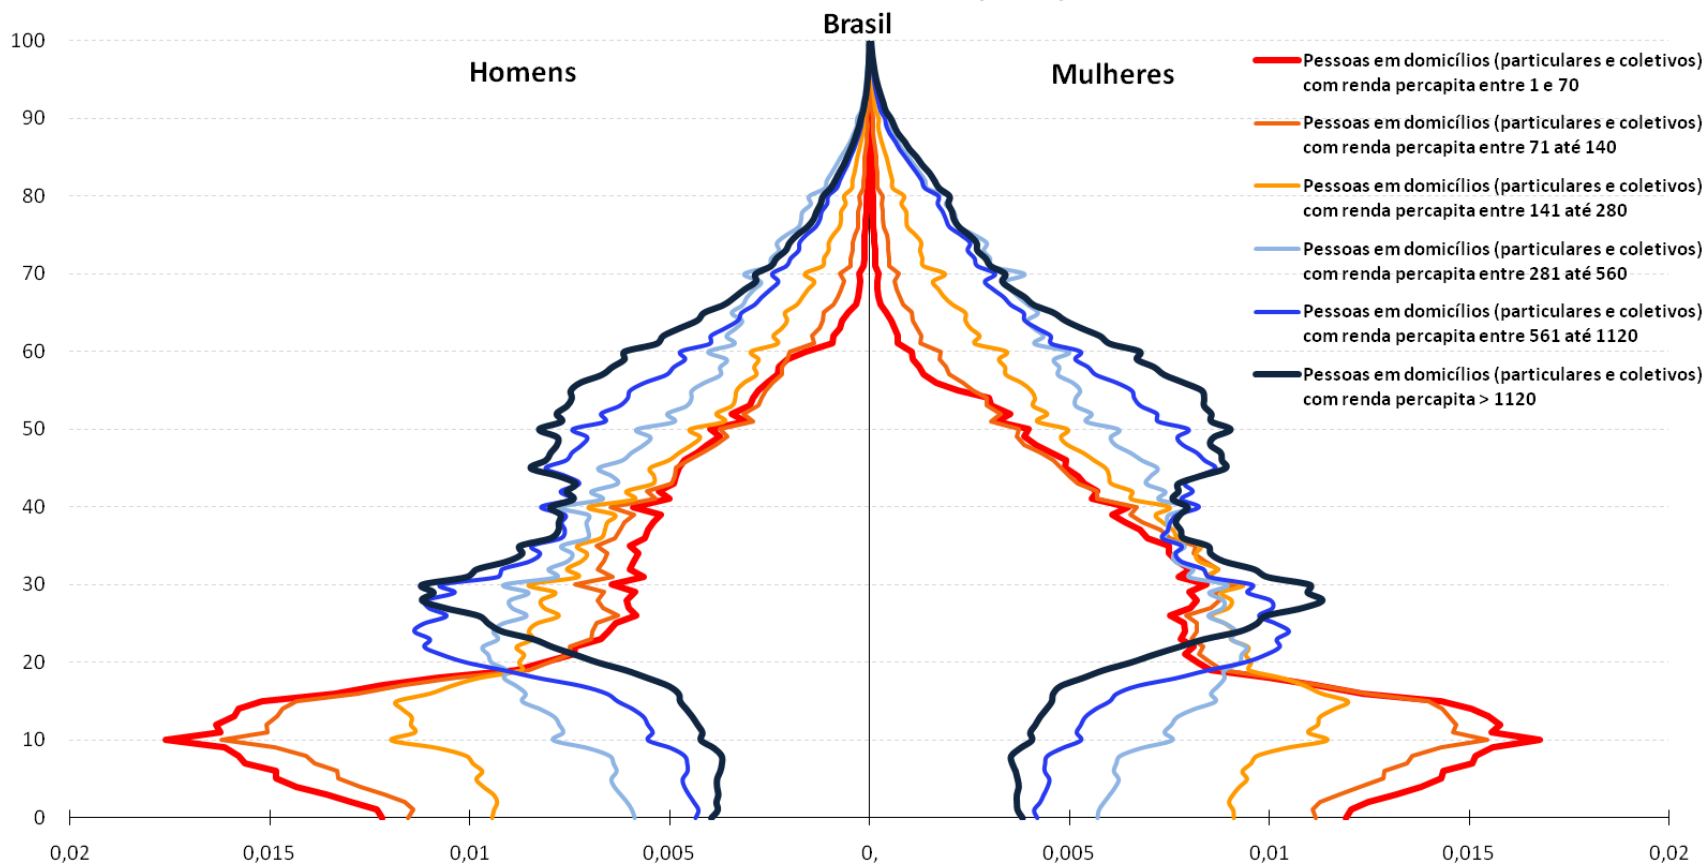 Brasil
Homens
Mulheres
Pessoas em domicílios (particulares e coletivos)
com renda percapita entre 1 e 70
Pessoas em domicílios (particulares e coletivos)
com renda percapita entre 71 até 140
Pessoas em domicílios (particulares e coletivos)
com renda percapita entre 141 até 280
Pessoas em domicílios (particulares e coletivos)
com renda percapita entre 281 até 560
Pessoas em domicílios (particulares e coletivos)
com renda percapita entre 561 até 1120
Pessoas em domicílios (particulares e coletivos)
com renda percapita > 1120
100
90
80
70
60
50
40
30
20
10
0
0,02 0,015 0,01 0,005 0, 0,005 0,01 0,015 0,02